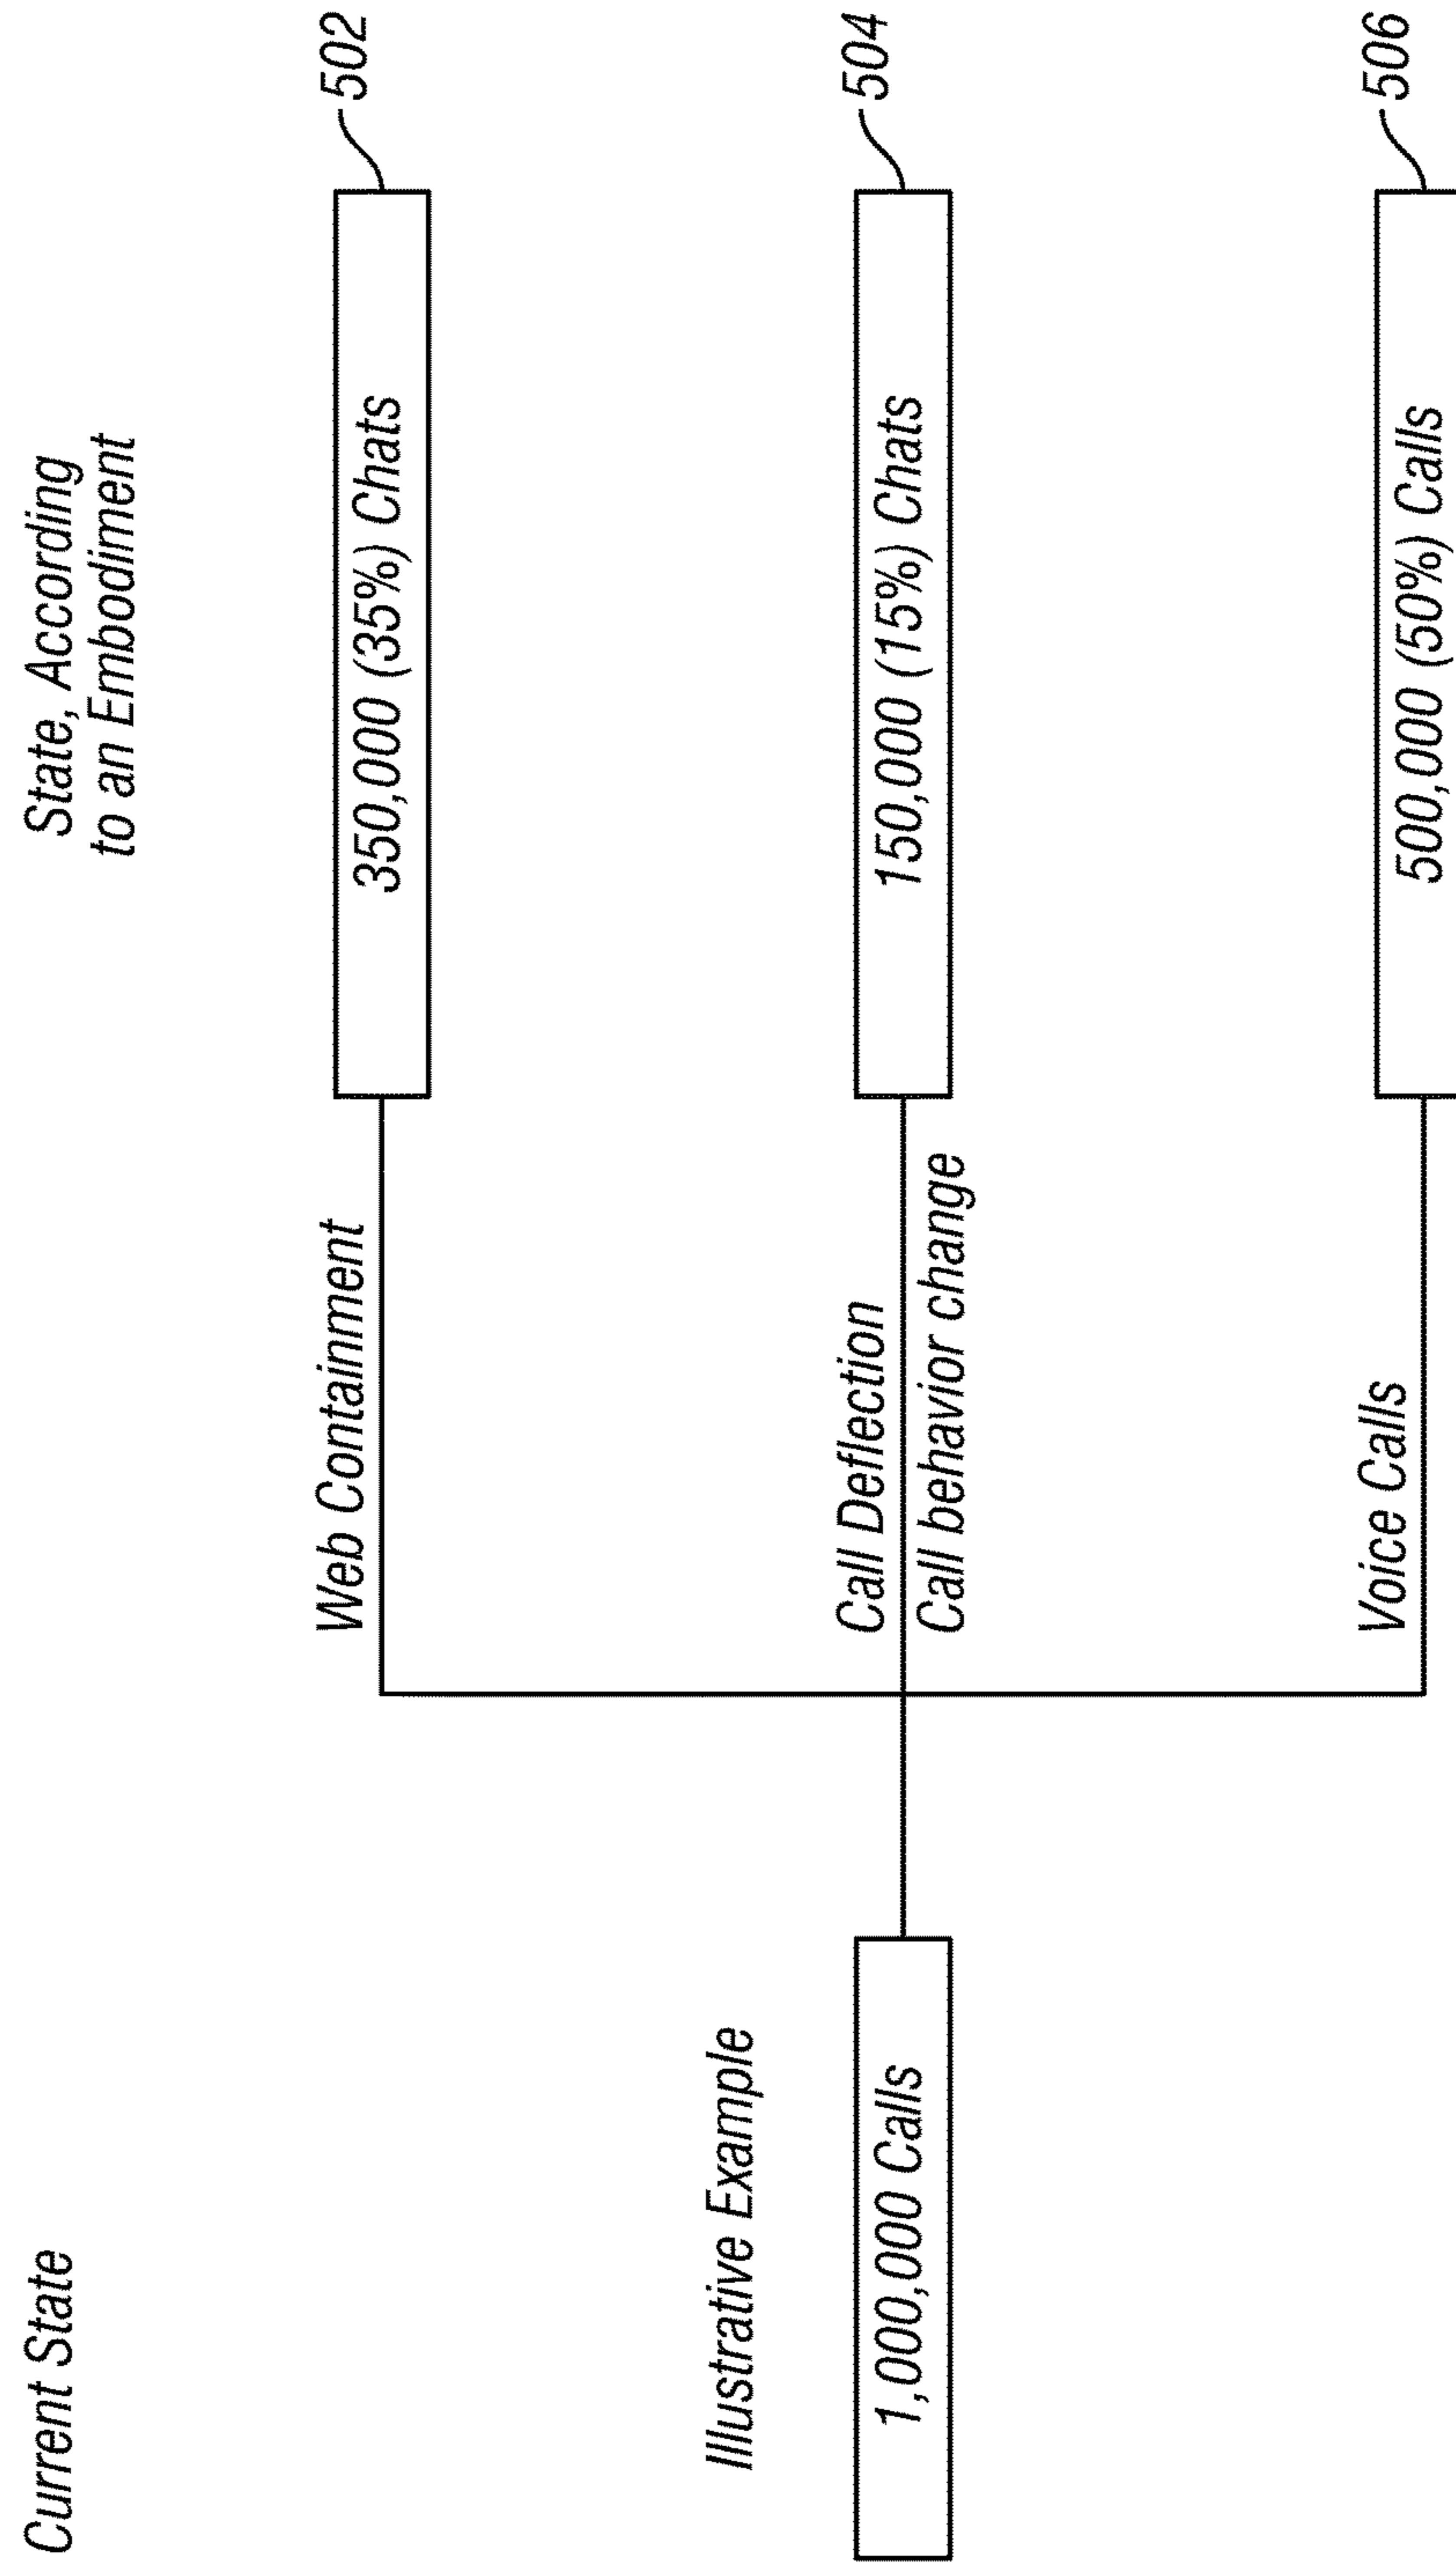 Current State
State, According
to an Embodiment
Illustrative Example
1,000,000 Calls
Web Containment
350,000 (35%) Chats
502
Call Deflection
Call behavior change
150,000 (15%) Chats
504
Voice Calls
500,000 (50%) Calls
506